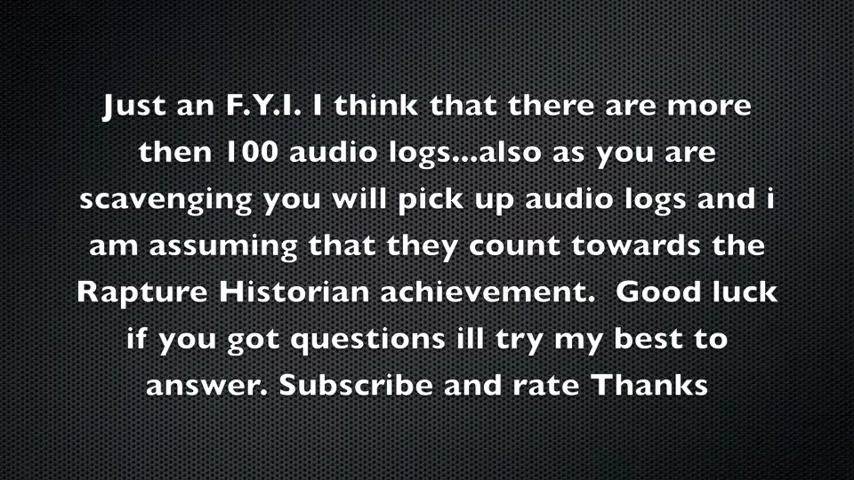 Just an F.Y.I. I think that there are more
then 100 audio logs...also as you are
scavenging you will pick up audio logs and i
am assuming that they count towards the
Rapture Historian achievement.  Good luck
if you got questions ill try my best to
answer. Subscribe and rate Thanks